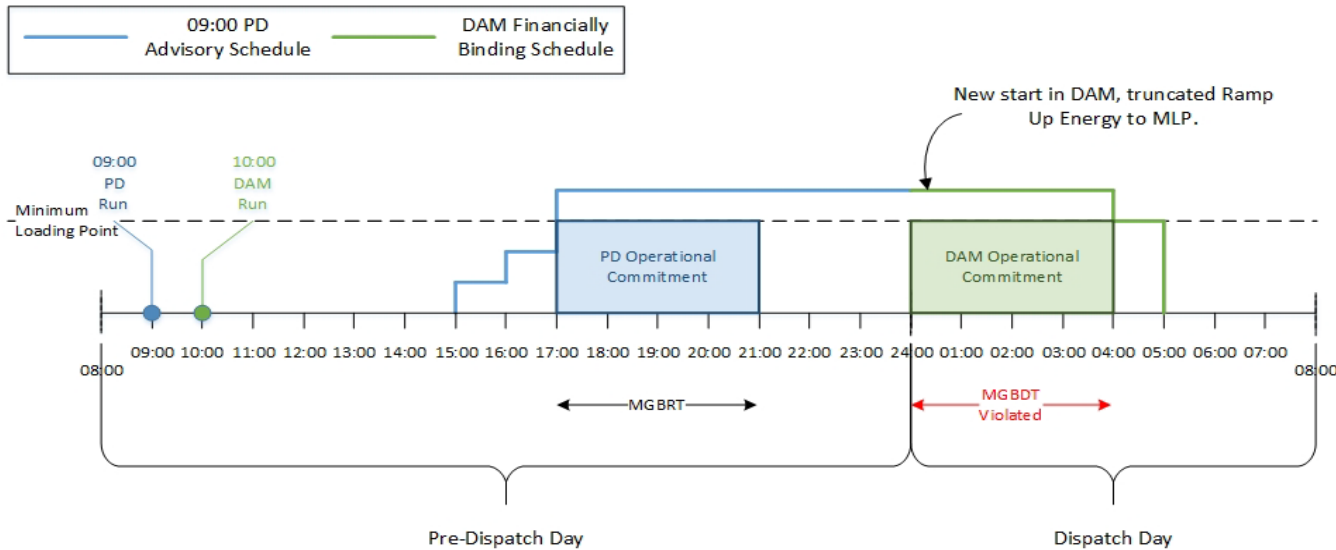 09:00 PD
Advisory Schedule
DAM Financially
Binding Schedule
New start in DAM, truncated Ramp
Up Energy to MLP.
09:00
PD
Run
10:00
DAM
Run
Minimum
Loading Point
PD Operational
Commitment
DAM Operational
Commitment
08:00 09:00 10:00 11:00 12:00 13:00 14:00 15:00 16:00 17:00 18:00 19:00 20:00 21:00 22:00 23:00 24:00 01:00 02:00 03:00 04:00 05:00 06:00 07:00 08:00
MGBRT
MGBDT
Violated
Pre-Dispatch Day
Dispatch Day